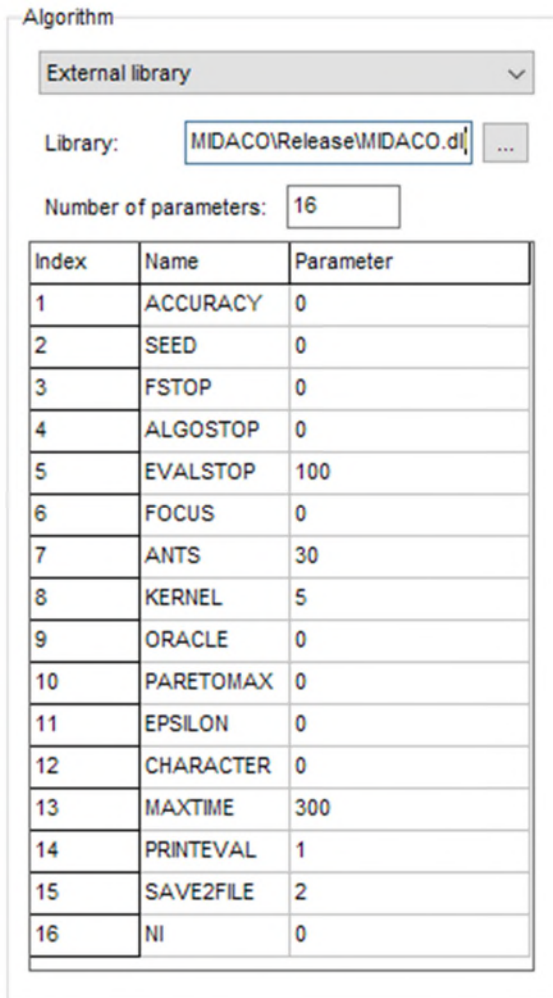 Algorithm
External library
Library: MIDACO\Release\MIDACO.dl
...
Number of parameters: 16
Index Name Parameter
1 ACCURACY 0
2 SEED 0
3 FSTOP 0
4 ALGOSTOP 0
5 EVALSTOP 100
6 FOCUS 0
7 ANTS 30
8 KERNEL 5
9 ORACLE 0
10 PARETOMAX 0
11 EPSILON 0
12 CHARACTER 0
13 MAXTIME 300
14 PRINTEVAL 1
15 SAVE2FILE 2
16 NI 0